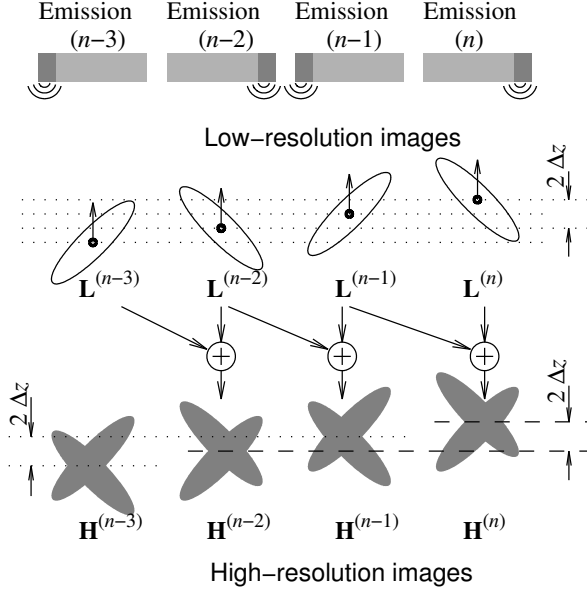 Emission Emission Emission Emission
(n−3) (n−2) (n−1) (n)
Low−resolution images
2 Δz
L(n−3) L(n−2) L(n−1) L(n)
+ + +
2 Δz 2 Δz
H(n−3) H(n−2) H(n−1) H(n)
High−resolution images